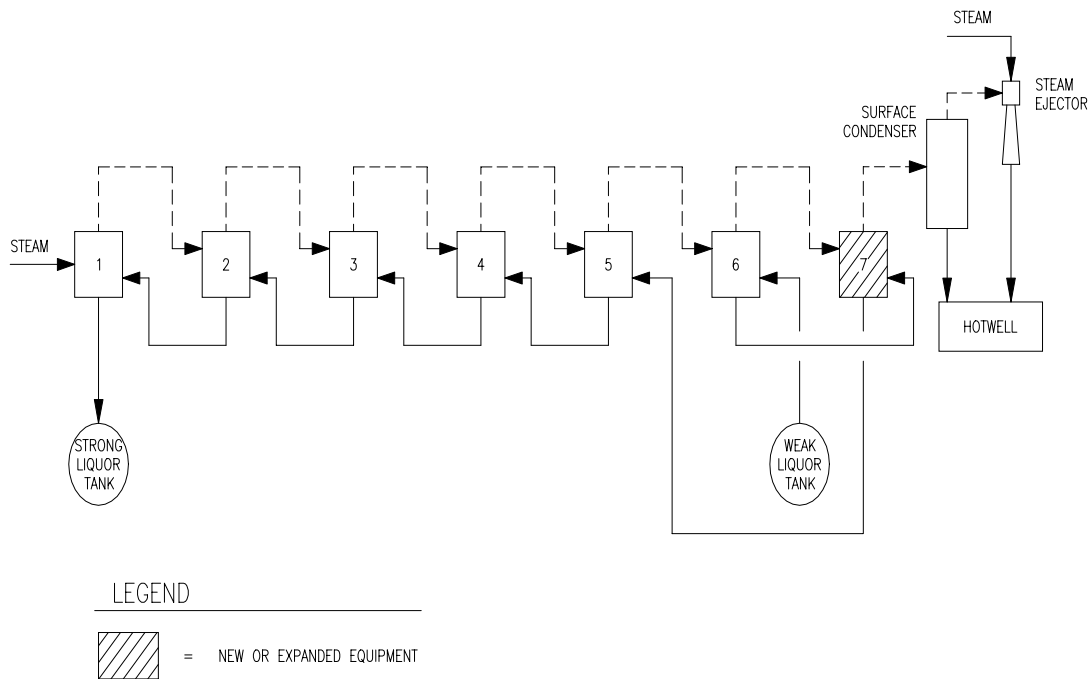 STEAM
STEAM
EJECTOR
SURFACE
CONDENSER
STEAM
1
2
3
4
5
6
7
HOTWELL
STRONG
LIQUOR
TANK
WEAK
LIQUOR
TANK
LEGEND
= NEW OR EXPANDED EQUIPMENT